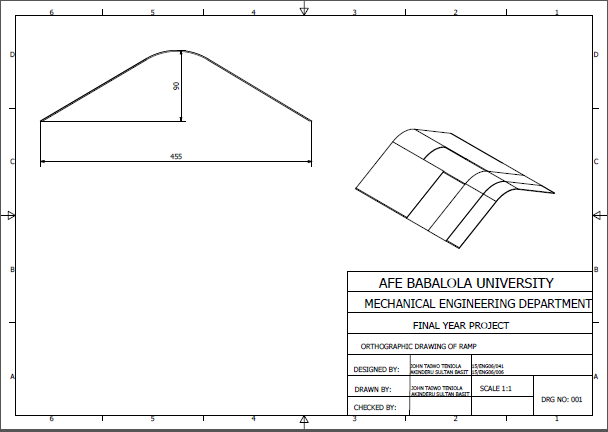 6 5 4 3 2 1
D D
90
455
C C
B B
AFE BABALOLA UNIVERSITY
MECHANICAL ENGINEERING DEPARTMENT
FINAL YEAR PROJECT
ORTHOGRAPHIC DRAWING OF RAMP
DESIGNED BY: JOHN TAIWO TENIOLA 15/ENG06/041
AKINDERU SULTAN BASIT 15/ENG06/006
A A
DRAWN BY: JOHN TAIWO TENIOLA SCALE 1:1
AKINDERU SULTAN BASIT
DRG NO: 001
CHECKED BY:
6 5 4 3 2 1